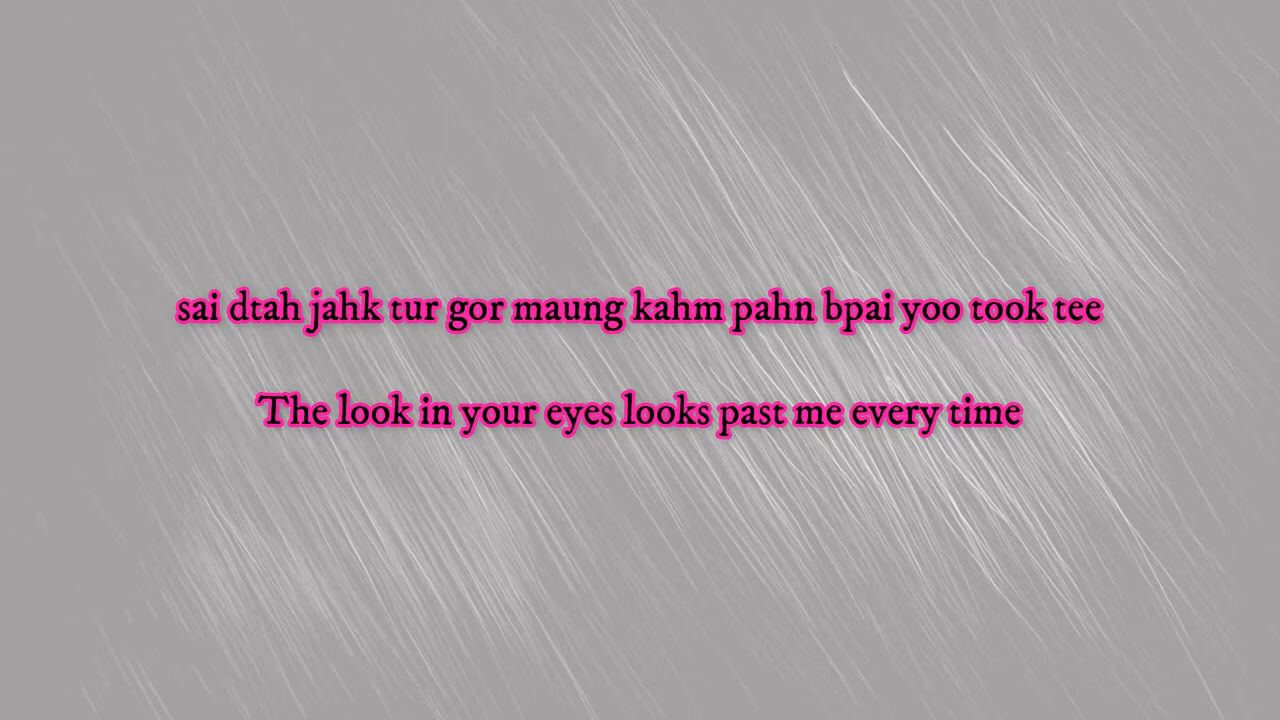 sai dtah jahk tur gor maung kahm pahn bpai yoo took tee
The look in your eyes looks past me every time